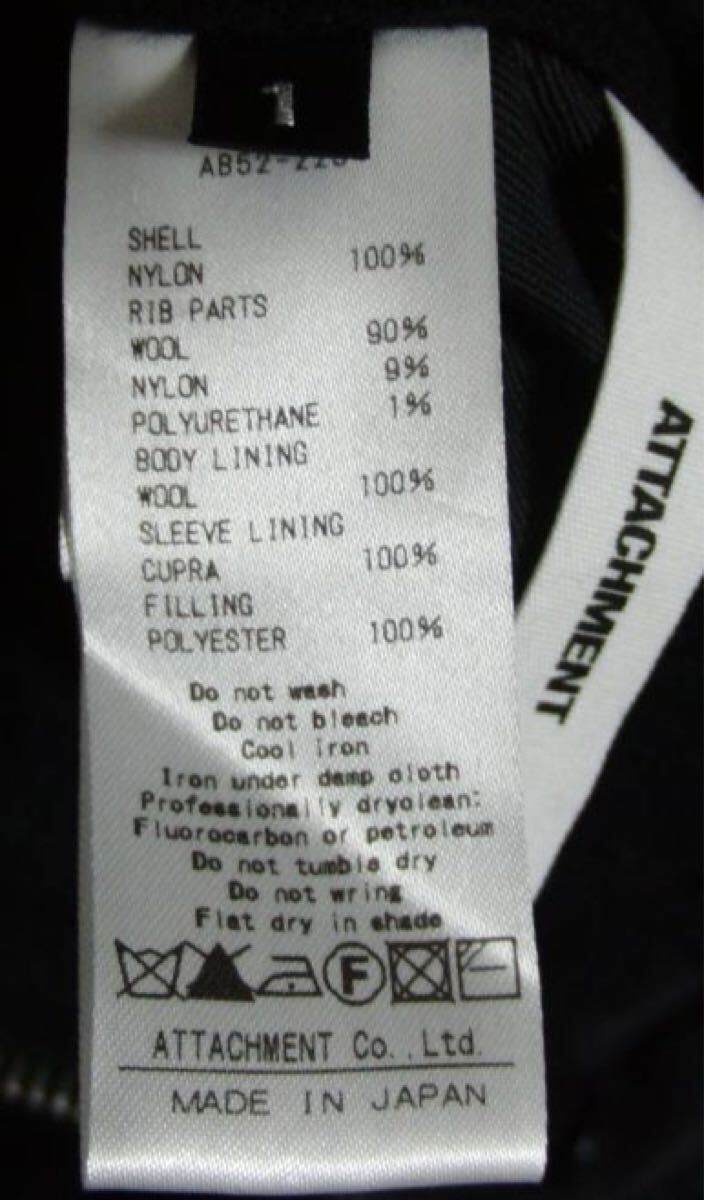 1
AB52-22
SHELL
NYLON 100%
RIB PARTS
WOOL 90%
NYLON 9%
POLYURETHANE 1%
BODY LINING
WOOL 100%
SLEEVE LINING
CUPRA 100%
FILLING
POLYESTER 100%
Do not wash
Do not bleach
Cool iron
Iron under damp cloth
Professionally dryclean:
Fluorocarbon or petroleum
Do not tumble dry
Do not wring
Flat dry in shade
F
ATTACHMENT Co.,Ltd.
MADE IN JAPAN
ATTACHMENT